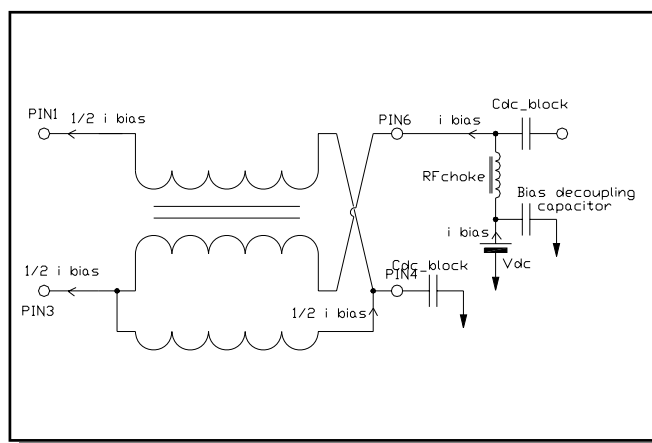 PIN1
1/2 i bias
PIN6
i bias
Cdc_block
RFchoke
Bias decoupling
capacitor
i bias
Vdc
1/2 i bias
PIN3
Cdc_block
PIN4
1/2 i bias